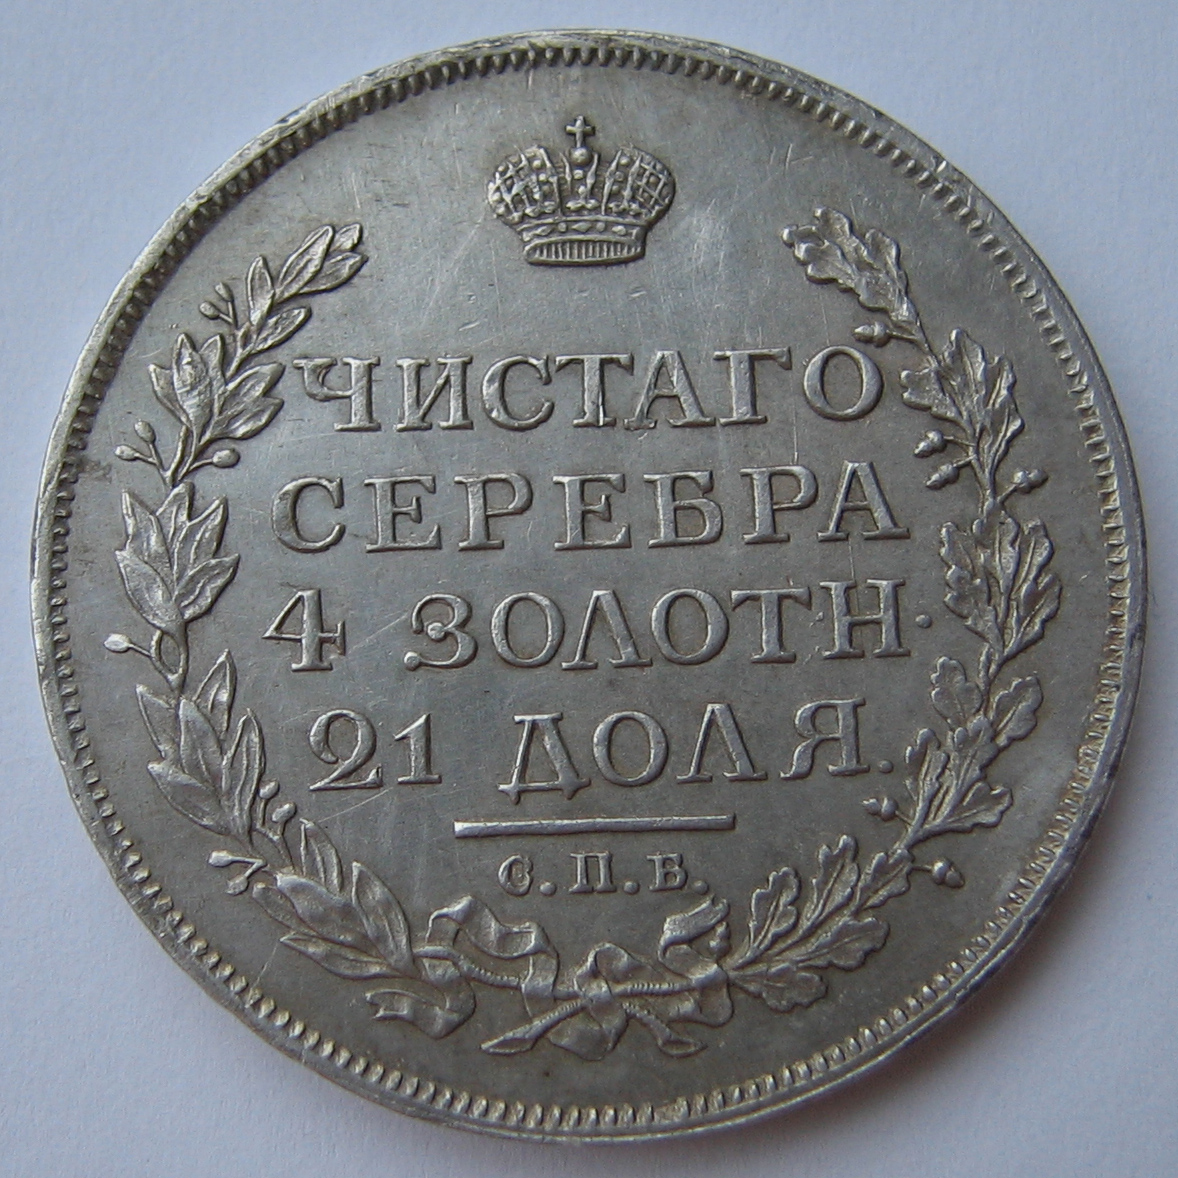 ЧИСТАГО
СЕРЕБРА
4 ЗОЛОТН.
21 ДОЛЯ.
С.П.Б.